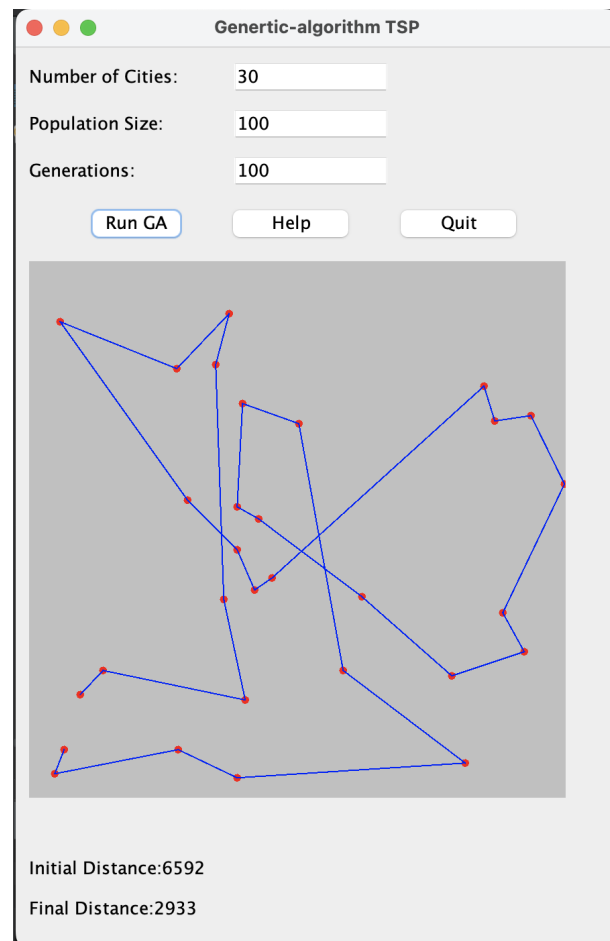 Genertic-algorithm TSP
Number of Cities: 30
Population Size: 100
Generations: 100
Run GA Help Quit
Initial Distance:6592
Final Distance:2933